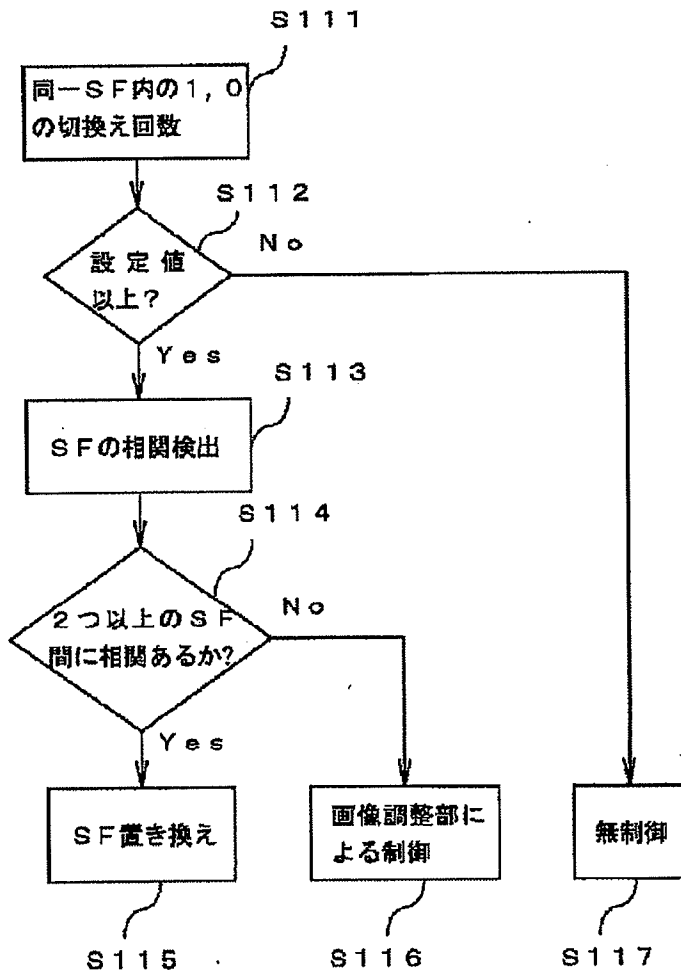 S111
同一SF内の1,0
の切換え回数
S112
設定値
以上?
No
Yes
S113
SFの相関検出
S114
2つ以上のSF
間に相関あるか?
No
Yes
SF置き換え
画像調整部に
よる制御
無制御
S115
S116
S117